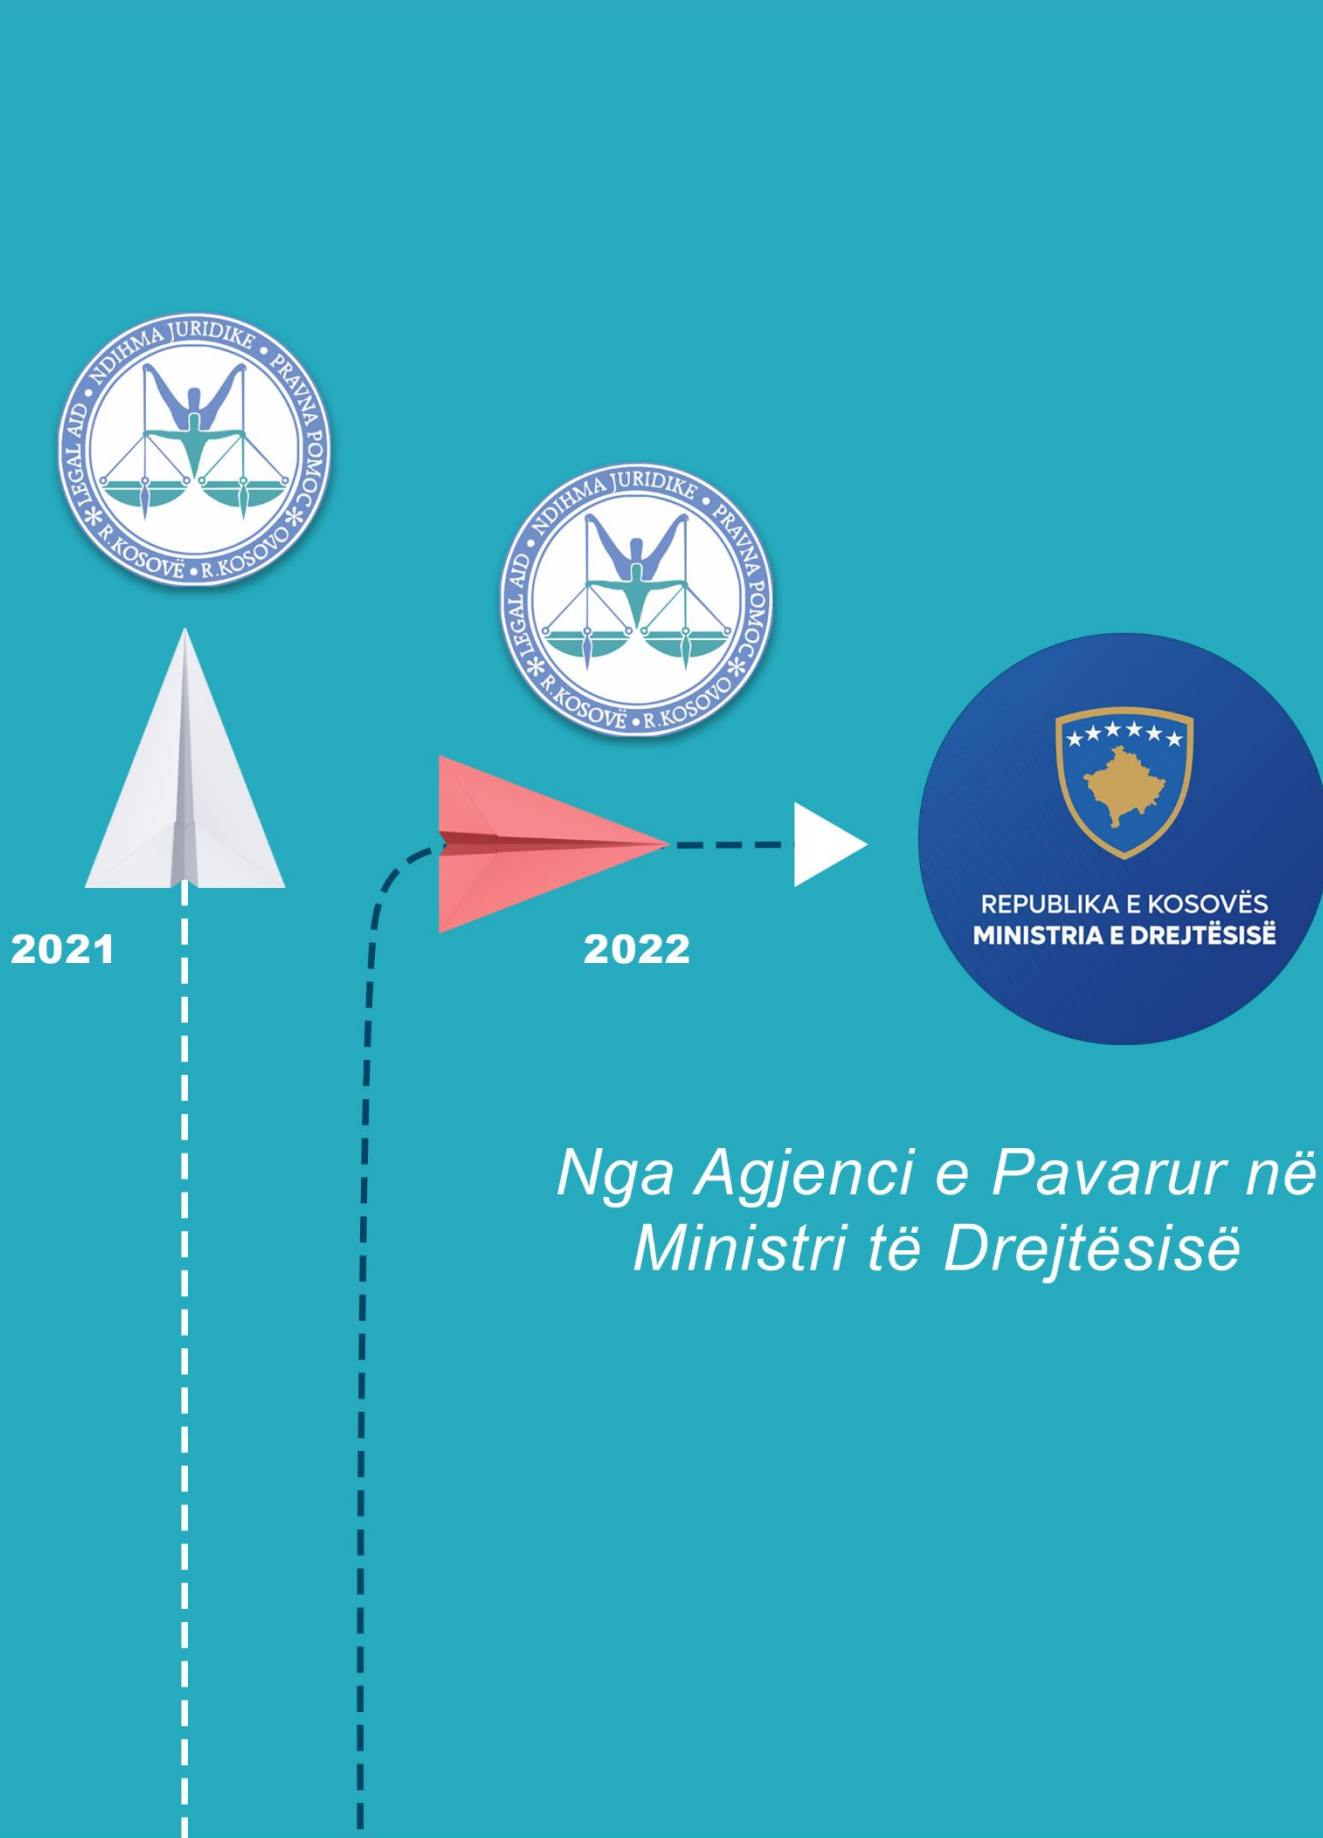 LEGAL AID • NDIHMA JURIDIKE • PRAVNA POMOC
R.KOSOVË • R.KOSOVO
LEGAL AID • NDIHMA JURIDIKE • PRAVNA POMOC
R.KOSOVË • R.KOSOVO
2021
2022
REPUBLIKA E KOSOVËS
MINISTRIA E DREJTËSISË
Nga Agjenci e Pavarur në
Ministri të Drejtësisë